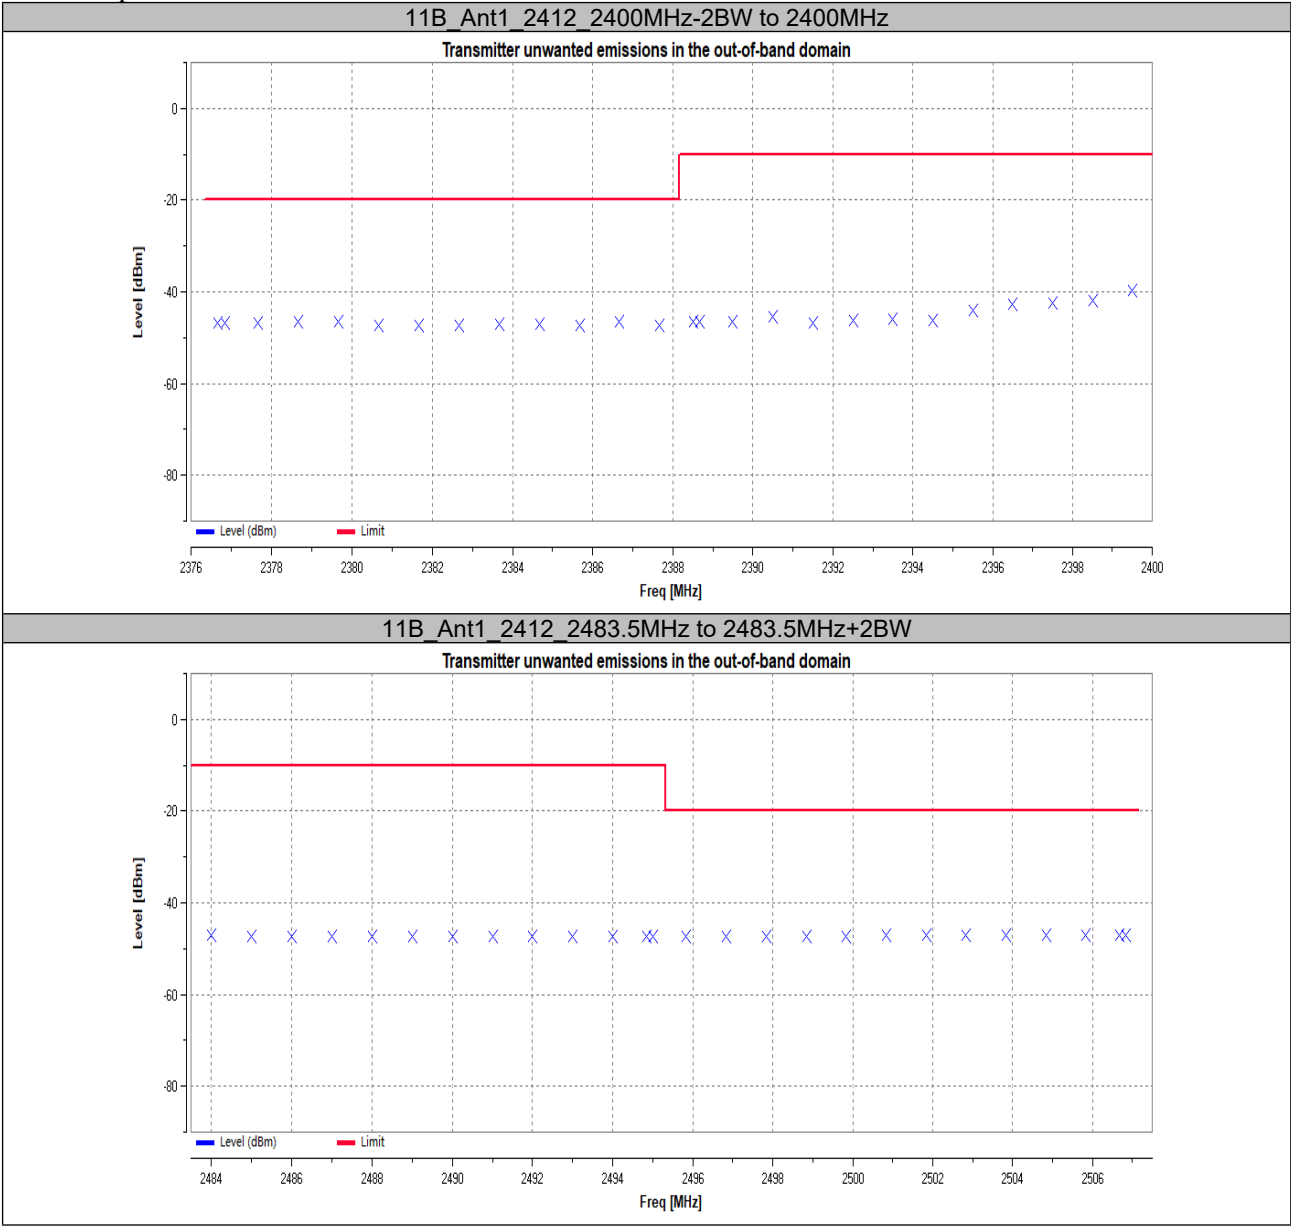 11B_Ant1_2412_2400MHz-2BW to 2400MHz
Transmitter unwanted emissions in the out-of-band domain
0
-20
-40
-60
-80
Level [dBm]
Level (dBm) Limit
2376 2378 2380 2382 2384 2386 2388 2390 2392 2394 2396 2398 2400
Freq [MHz]
11B_Ant1_2412_2483.5MHz to 2483.5MHz+2BW
Transmitter unwanted emissions in the out-of-band domain
0
-20
-40
-60
-80
Level [dBm]
Level (dBm) Limit
2484 2486 2488 2490 2492 2494 2496 2498 2500 2502 2504 2506
Freq [MHz]